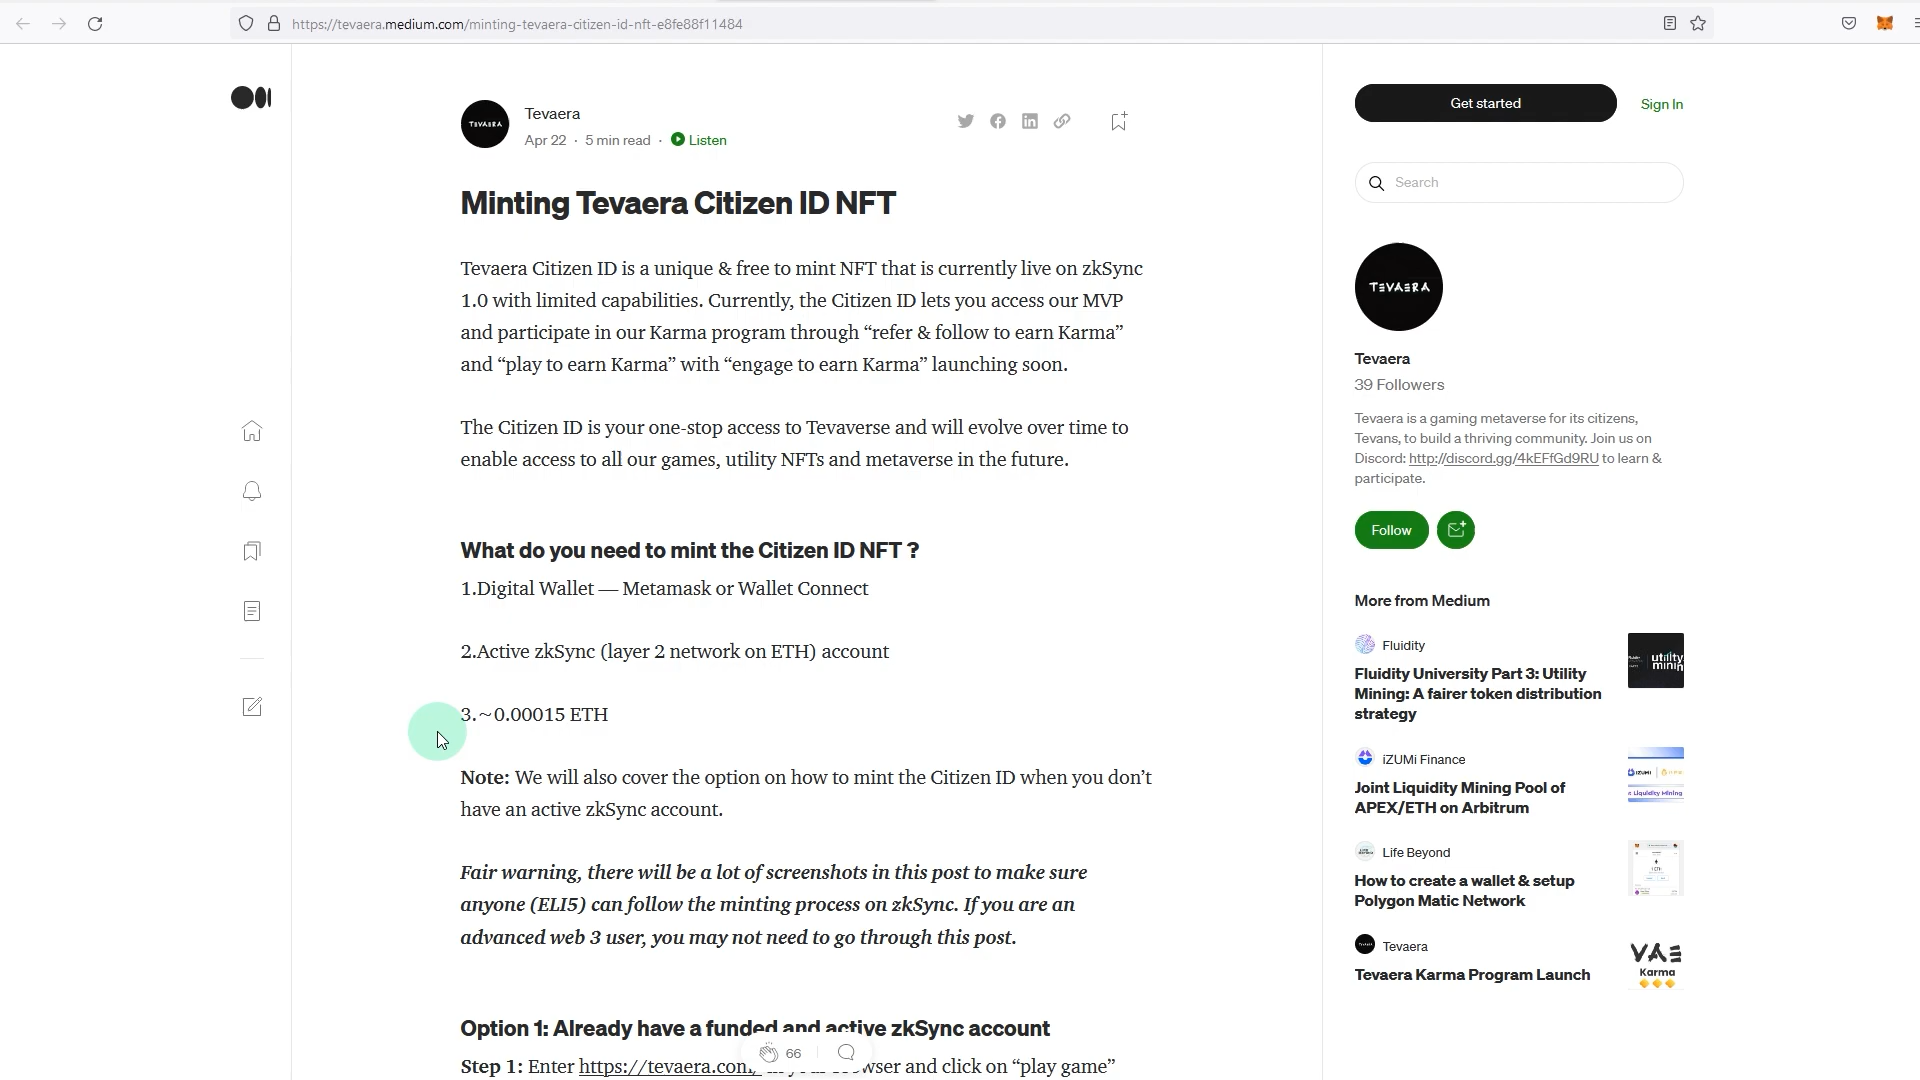 https://tevaera.medium.com/minting-tevaera-citizen-id-nft-e8fe88f11484
TEVAERA
Tevaera
Apr 22 · 5 min read · Listen
Minting Tevaera Citizen ID NFT
Tevaera Citizen ID is a unique & free to mint NFT that is currently live on zkSync
1.0 with limited capabilities. Currently, the Citizen ID lets you access our MVP
and participate in our Karma program through “refer & follow to earn Karma”
and “play to earn Karma” with “engage to earn Karma” launching soon.
The Citizen ID is your one-stop access to Tevaverse and will evolve over time to
enable access to all our games, utility NFTs and metaverse in the future.
What do you need to mint the Citizen ID NFT ?
1.Digital Wallet — Metamask or Wallet Connect
2.Active zkSync (layer 2 network on ETH) account
3.~0.00015 ETH
Note: We will also cover the option on how to mint the Citizen ID when you don’t
have an active zkSync account.
Fair warning, there will be a lot of screenshots in this post to make sure
anyone (ELI5) can follow the minting process on zkSync. If you are an
advanced web 3 user, you may not need to go through this post.
Option 1: Already have a funded and active zkSync account
66
Step 1: Enter https://tevaera.com/ browser and click on “play game”
Get started
Sign In
Search
TEVAERA
Tevaera
39 Followers
Tevaera is a gaming metaverse for its citizens,
Tevans, to build a thriving community. Join us on
Discord: http://discord.gg/4kEFfGd9RU to learn &
participate.
Follow
More from Medium
Fluidity
Fluidity University Part 3: Utility
Mining: A fairer token distribution
strategy
utility
minin
iZUMi Finance
Joint Liquidity Mining Pool of
APEX/ETH on Arbitrum
IZUMI
Liquidity Mining
Life Beyond
How to create a wallet & setup
Polygon Matic Network
Tevaera
Tevaera Karma Program Launch
Karma